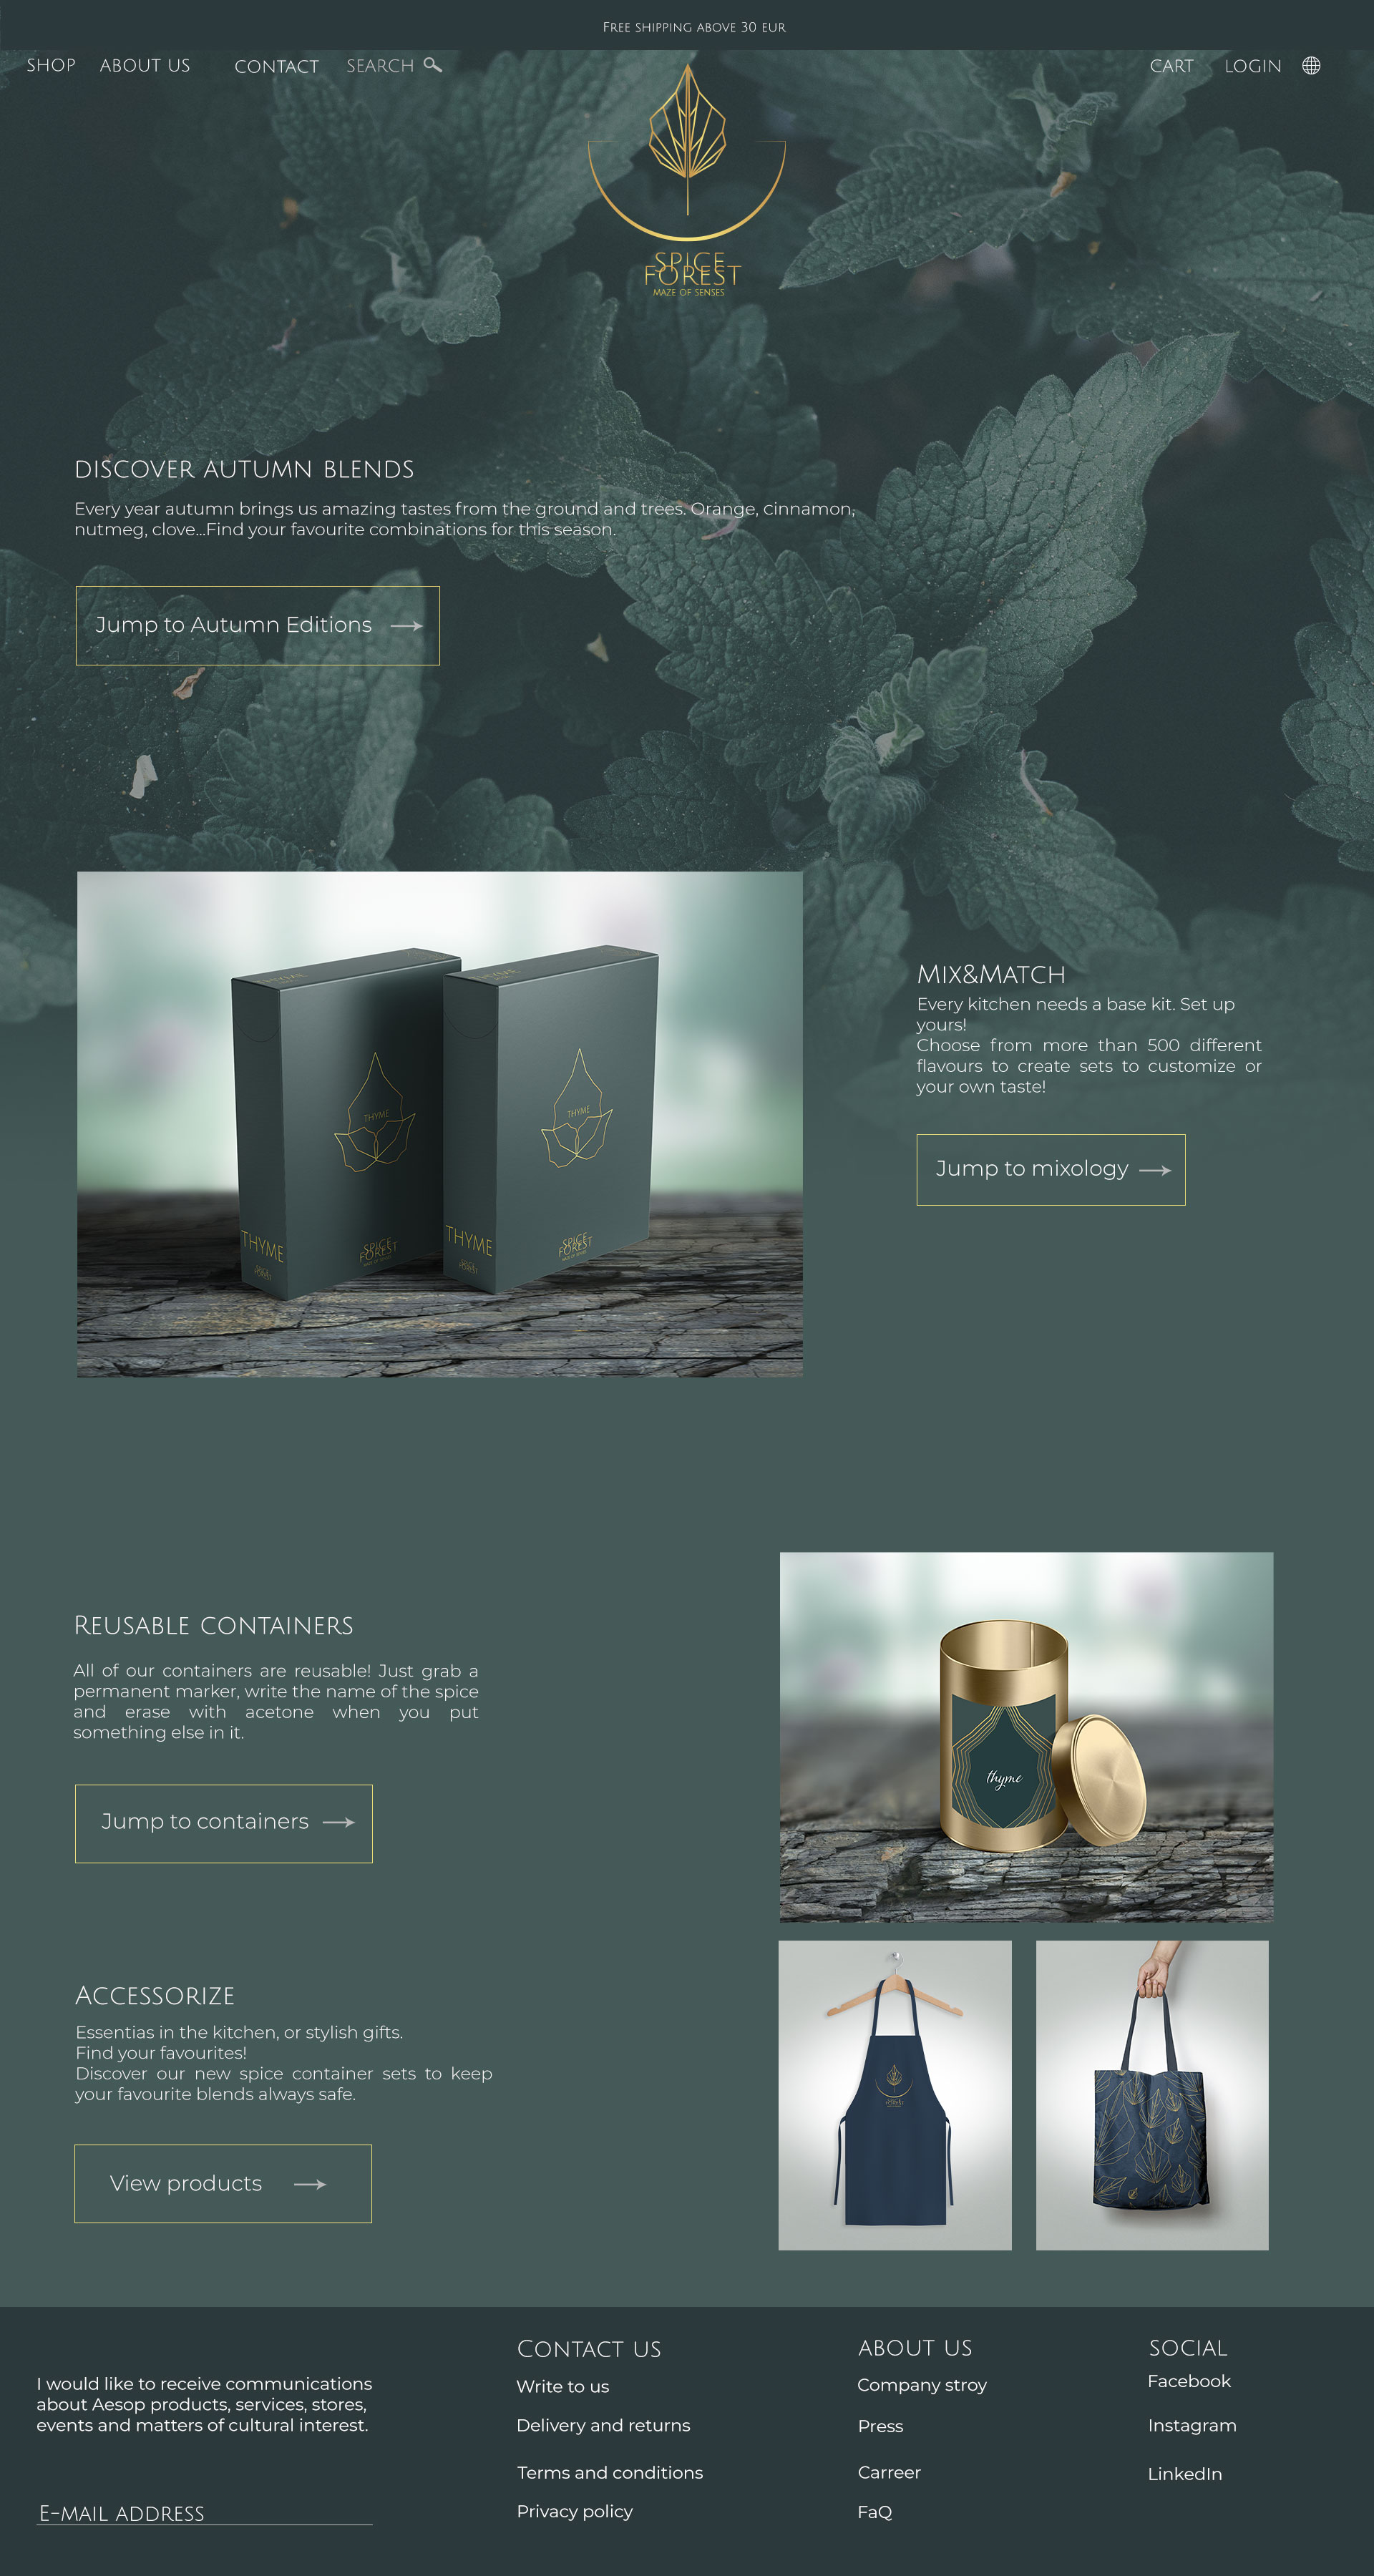 Free shipping above 30 eur
SHOP ABOUT US CONTACT SEARCH
CART LOGIN
SPICE
FOREST
MAZE OF SENSES
DISCOVER AUTUMN BLENDS
Every year autumn brings us amazing tastes from the ground and trees. Orange, cinnamon,
nutmeg, clove...Find your favourite combinations for this season.
Jump to Autumn Editions
THYME
THYME
THYME
THYME
THYME
THYME
SPICE
FOREST
SPICE
FOREST
Mix&Match
Every kitchen needs a base kit. Set up
yours!
Choose from more than 500 different
flavours to create sets to customize or
your own taste!
Jump to mixology
Reusable containers
All of our containers are reusable! Just grab a
permanent marker, write the name of the spice
and erase with acetone when you put
something else in it.
Jump to containers
thyme
Accessorize
Essentias in the kitchen, or stylish gifts.
Find your favourites!
Discover our new spice container sets to keep
your favourite blends always safe.
View products
I would like to receive communications
about Aesop products, services, stores,
events and matters of cultural interest.
E-mail address
Contact us
Write to us
Delivery and returns
Terms and conditions
Privacy policy
ABOUT US
Company stroy
Press
Carreer
FaQ
SOCIAL
Facebook
Instagram
LinkedIn